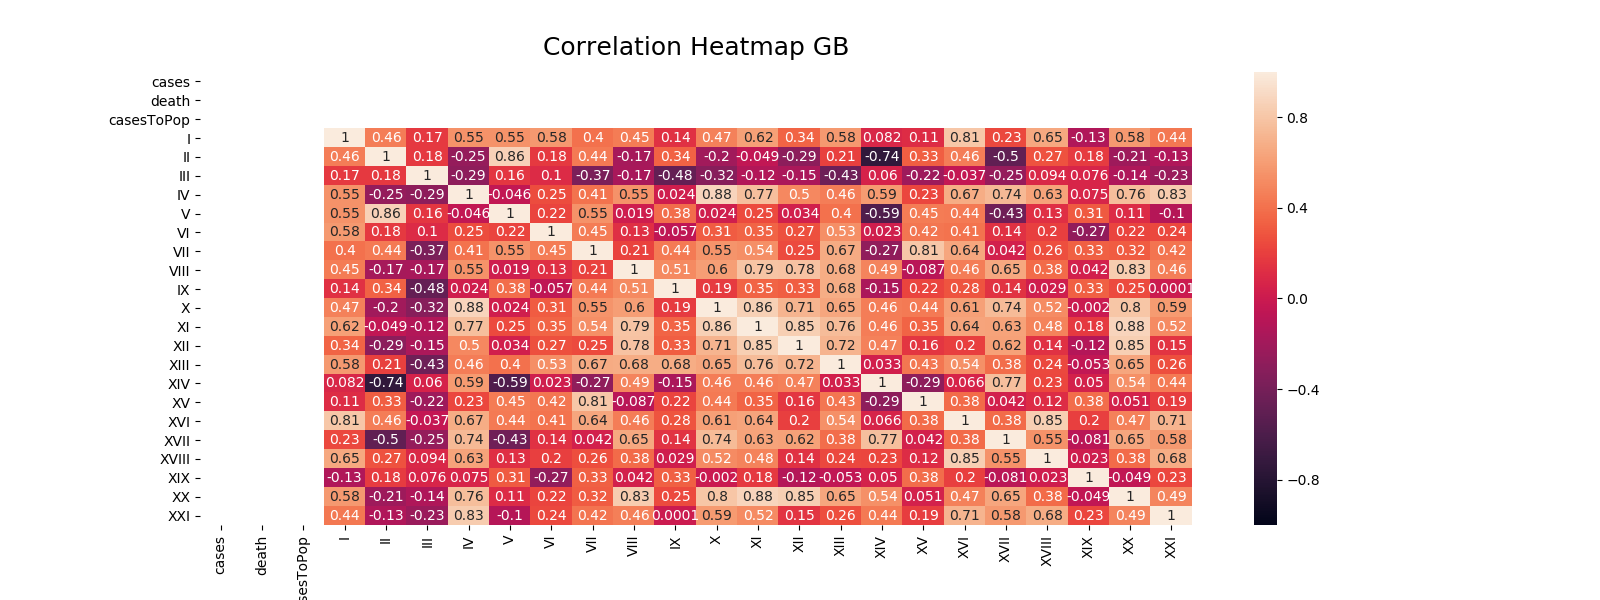 Correlation Heatmap GB
cases
death
casesToPop
I 1 0.46 0.17 0.55 0.55 0.58 0.4 0.45 0.14 0.47 0.62 0.34 0.58 0.082 0.11 0.81 0.23 0.65 -0.13 0.58 0.44
II 0.46 1 0.18 -0.25 0.86 0.18 0.44 -0.17 0.34 -0.2 -0.049 -0.29 0.21 -0.74 0.33 0.46 -0.5 0.27 0.18 -0.21 -0.13
III 0.17 0.18 1 -0.29 0.16 0.1 -0.37 -0.17 -0.48 -0.32 -0.12 -0.15 -0.43 0.06 -0.22 -0.037 -0.25 0.094 0.076 -0.14 -0.23
IV 0.55 -0.25 -0.29 1 -0.046 0.25 0.41 0.55 0.024 0.88 0.77 0.5 0.46 0.59 0.23 0.67 0.74 0.63 0.075 0.76 0.83
V 0.55 0.86 0.16 -0.046 1 0.22 0.55 0.019 0.38 0.024 0.25 0.034 0.4 -0.59 0.45 0.44 -0.43 0.13 0.31 0.11 -0.1
VI 0.58 0.18 0.1 0.25 0.22 1 0.45 0.13 -0.057 0.31 0.35 0.27 0.53 0.023 0.42 0.41 0.14 0.2 -0.27 0.22 0.24
VII 0.4 0.44 -0.37 0.41 0.55 0.45 1 0.21 0.44 0.55 0.54 0.25 0.67 -0.27 0.81 0.64 0.042 0.26 0.33 0.32 0.42
VIII 0.45 -0.17 -0.17 0.55 0.019 0.13 0.21 1 0.51 0.6 0.79 0.78 0.68 0.49 -0.087 0.46 0.65 0.38 0.042 0.83 0.46
IX 0.14 0.34 -0.48 0.024 0.38 -0.057 0.44 0.51 1 0.19 0.35 0.33 0.68 -0.15 0.22 0.28 0.14 0.029 0.33 0.25 0.0001
X 0.47 -0.2 -0.32 0.88 0.024 0.31 0.55 0.6 0.19 1 0.86 0.71 0.65 0.46 0.44 0.61 0.74 0.52 -0.002 0.8 0.59
XI 0.62 -0.049 -0.12 0.77 0.25 0.35 0.54 0.79 0.35 0.86 1 0.85 0.76 0.46 0.35 0.64 0.63 0.48 0.18 0.88 0.52
XII 0.34 -0.29 -0.15 0.5 0.034 0.27 0.25 0.78 0.33 0.71 0.85 1 0.72 0.47 0.16 0.2 0.62 0.14 -0.12 0.85 0.15
XIII 0.58 0.21 -0.43 0.46 0.4 0.53 0.67 0.68 0.68 0.65 0.76 0.72 1 0.033 0.43 0.54 0.38 0.24 -0.053 0.65 0.26
XIV 0.082 -0.74 0.06 0.59 -0.59 0.023 -0.27 0.49 -0.15 0.46 0.46 0.47 0.033 1 -0.29 0.066 0.77 0.23 0.05 0.54 0.44
XV 0.11 0.33 -0.22 0.23 0.45 0.42 0.81 -0.087 0.22 0.44 0.35 0.16 0.43 -0.29 1 0.38 0.042 0.12 0.38 0.051 0.19
XVI 0.81 0.46 -0.037 0.67 0.44 0.41 0.64 0.46 0.28 0.61 0.64 0.2 0.54 0.066 0.38 1 0.38 0.85 0.2 0.47 0.71
XVII 0.23 -0.5 -0.25 0.74 -0.43 0.14 0.042 0.65 0.14 0.74 0.63 0.62 0.38 0.77 0.042 0.38 1 0.55 -0.081 0.65 0.58
XVIII 0.65 0.27 0.094 0.63 0.13 0.2 0.26 0.38 0.029 0.52 0.48 0.14 0.24 0.23 0.12 0.85 0.55 1 0.023 0.38 0.68
XIX -0.13 0.18 0.076 0.075 0.31 -0.27 0.33 0.042 0.33 -0.002 0.18 -0.12 -0.053 0.05 0.38 0.2 -0.081 0.023 1 -0.049 0.23
XX 0.58 -0.21 -0.14 0.76 0.11 0.22 0.32 0.83 0.25 0.8 0.88 0.85 0.65 0.54 0.051 0.47 0.65 0.38 -0.049 1 0.49
XXI 0.44 -0.13 -0.23 0.83 -0.1 0.24 0.42 0.46 0.0001 0.59 0.52 0.15 0.26 0.44 0.19 0.71 0.58 0.68 0.23 0.49 1
cases death sesToPop I II III IV V VI VII VIII IX X XI XII XIII XIV XV XVI XVII XVIII XIX XX XXI
0.8
0.4
0.0
−0.4
−0.8